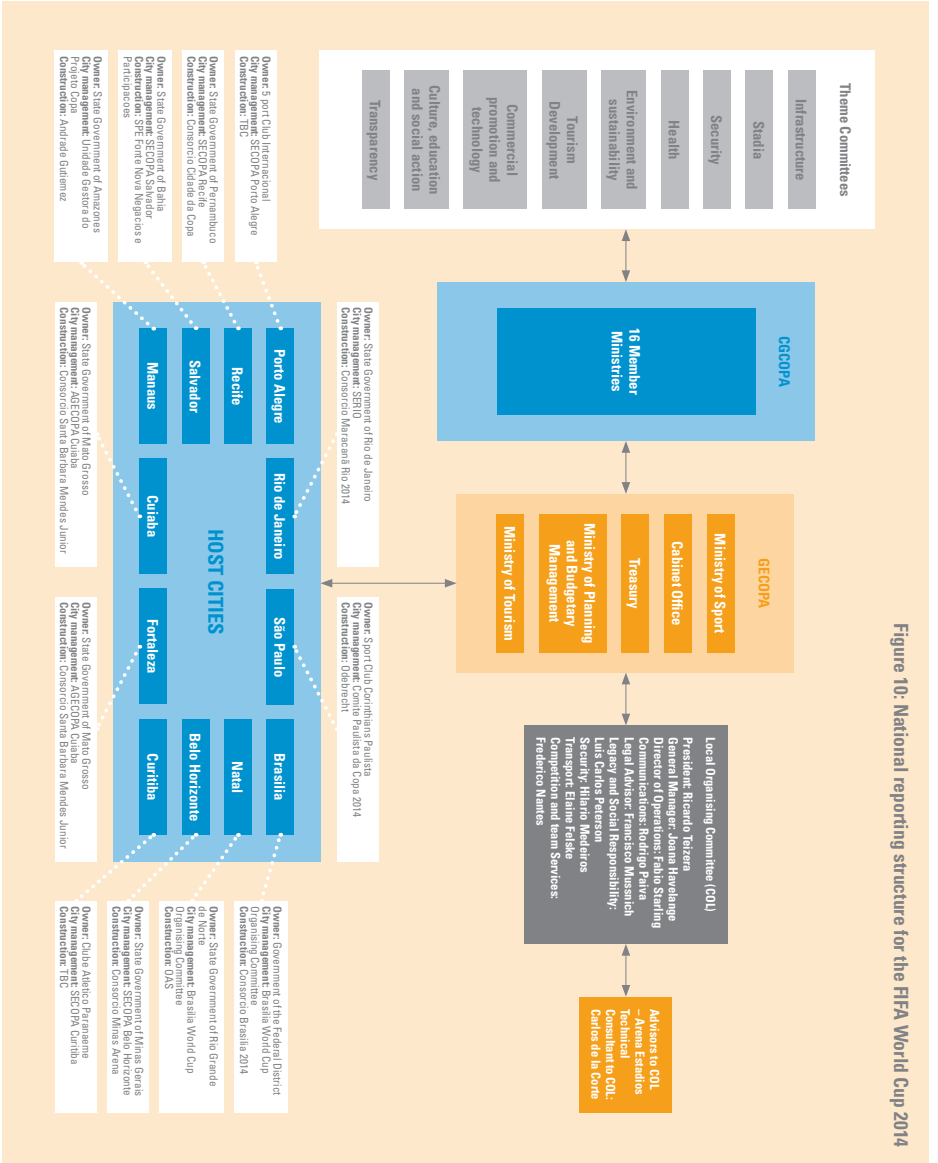 Figure 10: National reporting structure for the FIFA World Cup 2014
Theme Committees
Infrastructure
Stadia
Security
Health
Environment and
sustainability
Tourism
Development
Commercial
promotion and
technology
Culture, education
and social action
Transparency
CGCOPA
16 Member
Ministries
GECOPA
Ministry of Sport
Cabinet Office
Treasury
Ministry of Planning
and Budgetary
Management
Ministry of Tourism
Local Organising Committee (COL)
President: Ricardo Teizera
General Manager: Joana Havelange
Director of Operations: Fabio Starling
Communications: Rodrigo Paiva
Legal Advisor: Francisco Mussnich
Legacy and Social Responsibility:
Luis Carlos Peterson
Security: Hilario Medeiros
Transport: Elaine Felske
Competition and team Services:
Frederico Nantes
Advisors to COL
– Arena Estadios
Technical
Consultant to COL:
Carlos de la Corte
Owner: 5 port Club Internacional
City management: SECOPA Porto Alegre
Construction: TBC
Owner: State Government of Pernambuco
City management: SECOPA Recife
Construction: Consorcio Cidade da Copa
Owner: State Government of Bahia
City management: SECOPA Salvador
Construction: SPE Fonte Nova Negacios e
Participacoes
Owner: State Government of Amazones
City management: Unidade Gestora do
Projeto Copa
Construction: Andrade Gutiemez
Owner: State Government of Rio de Janeiro
City management: SERIO
Construction: Consorcio Maracanã Rio 2014
Owner: Sport Club Corinthians Paulista
City management: Comite Paulista da Copa 2014
Construction: Odebrecht
HOST CITIES
Porto Alegre
Rio de Janeiro
São Paulo
Brasilia
Recife
Natal
Salvador
Belo Horizonte
Manaus
Cuiaba
Fortaleza
Curitiba
Owner: State Government of Mato Grosso
City management: AGECOPA Cuiaba
Construction: Consorcio Santa Barbara Mendes Junior
Owner: State Government of Mato Grosso
City management: AGECOPA Cuiaba
Construction: Consorcio Santa Barbara Mendes Junior
Owner: Government of the Federal District
City management: Brasilia World Cup
Organising Committee
Construction: Consorcio Brasilia 2014
Owner: State Government of Rio Grande
de Norte
City management: Brasilia World Cup
Organising Committee
Construction: OAS
Owner: State Government of Minas Gerais
City management: SECOPA Belo Horizonte
Construction: Consorcio Minas Arena
Owner: Clube Atletico Paranaeme
City management: SECOPA Curitiba
Construction: TBC